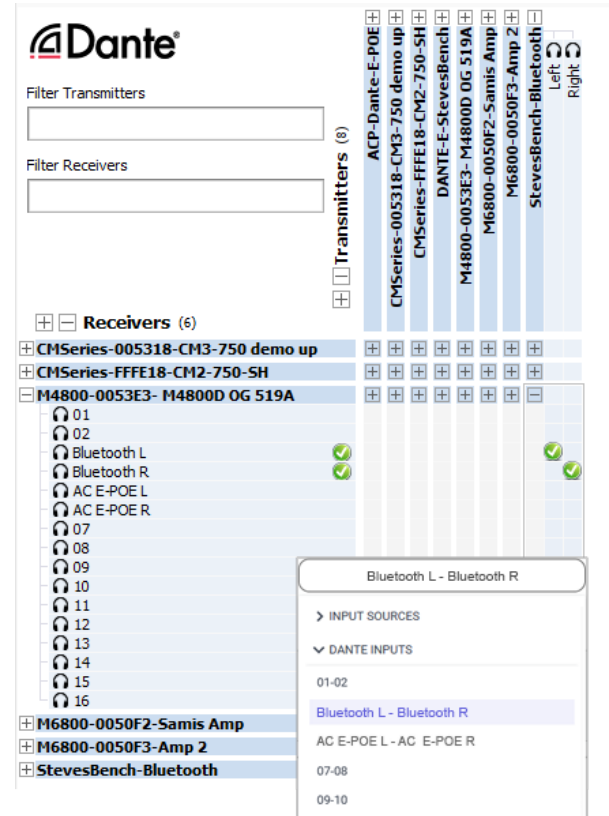 Dante®
Filter Transmitters
Filter Receivers
Transmitters (8)
ACP-Dante-E-POE
CMSeries-005318-CM3-750 demo up
CMSeries-FFFE18-CM2-750-SH
DANTE-E-StevesBench
M4800-0053E3- M4800D OG 519A
M6800-0050F2-Samis Amp
M6800-0050F3-Amp 2
StevesBench-Bluetooth
Left
Right
Receivers (6)
CMSeries-005318-CM3-750 demo up
CMSeries-FFFE18-CM2-750-SH
M4800-0053E3- M4800D OG 519A
01
02
Bluetooth L
Bluetooth R
AC E-POE L
AC E-POE R
07
08
09
10
11
12
13
14
15
16
M6800-0050F2-Samis Amp
M6800-0050F3-Amp 2
StevesBench-Bluetooth
Bluetooth L - Bluetooth R
INPUT SOURCES
DANTE INPUTS
01-02
Bluetooth L - Bluetooth R
AC E-POE L - AC E-POE R
07-08
09-10